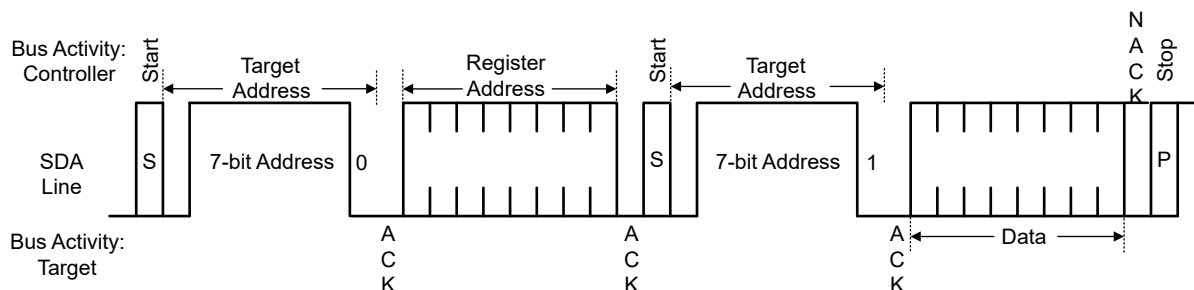 Bus Activity:
Controller
Start
Target
Address
Register
Address
Start
Target
Address
N
A
C
K
Stop
SDA
Line
S
7-bit Address
0
S
7-bit Address
1
P
Bus Activity:
Target
A
C
K
A
C
K
A
C
K
Data